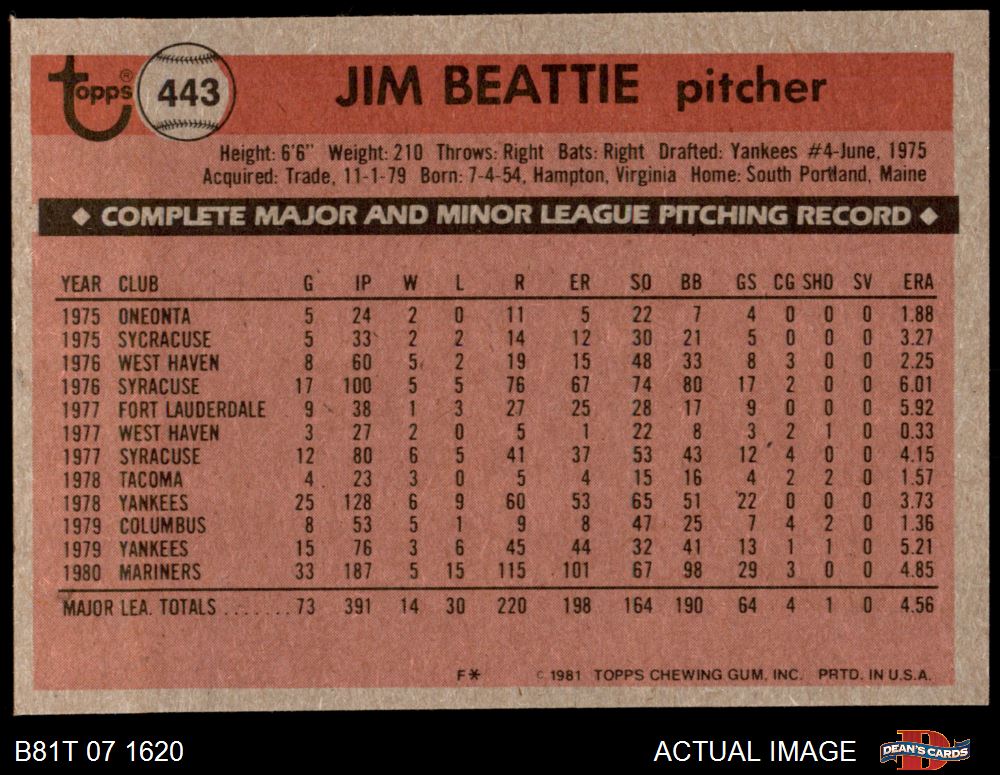 topps® 443 JIM BEATTIE pitcher
Height: 6'6" Weight: 210 Throws: Right Bats: Right Drafted: Yankees #4-June, 1975
Acquired: Trade, 11-1-79 Born: 7-4-54, Hampton, Virginia Home: South Portland, Maine
◆ COMPLETE MAJOR AND MINOR LEAGUE PITCHING RECORD ◆
YEAR CLUB G IP W L R ER SO BB GS CG SHO SV ERA
1975 ONEONTA 5 24 2 0 11 5 22 7 4 0 0 0 1.88
1975 SYCRACUSE 5 33 2 2 14 12 30 21 5 0 0 0 3.27
1976 WEST HAVEN 8 60 5 2 19 15 48 33 8 3 0 0 2.25
1976 SYRACUSE 17 100 5 5 76 67 74 80 17 2 0 0 6.01
1977 FORT LAUDERDALE 9 38 1 3 27 25 28 17 9 0 0 0 5.92
1977 WEST HAVEN 3 27 2 0 5 1 22 8 3 2 1 0 0.33
1977 SYRACUSE 12 80 6 5 41 37 53 43 12 4 0 0 4.15
1978 TACOMA 4 23 3 0 5 4 15 16 4 2 2 0 1.57
1978 YANKEES 25 128 6 9 60 53 65 51 22 0 0 0 3.73
1979 COLUMBUS 8 53 5 1 9 8 47 25 7 4 2 0 1.36
1979 YANKEES 15 76 3 6 45 44 32 41 13 1 1 0 5.21
1980 MARINERS 33 187 5 15 115 101 67 98 29 3 0 0 4.85
MAJOR LEA. TOTALS ....... 73 391 14 30 220 198 164 190 64 4 1 0 4.56
F* © 1981 TOPPS CHEWING GUM, INC. PRTD. IN U.S.A.
B81T 07 1620 ACTUAL IMAGE DEAN'S CARDS